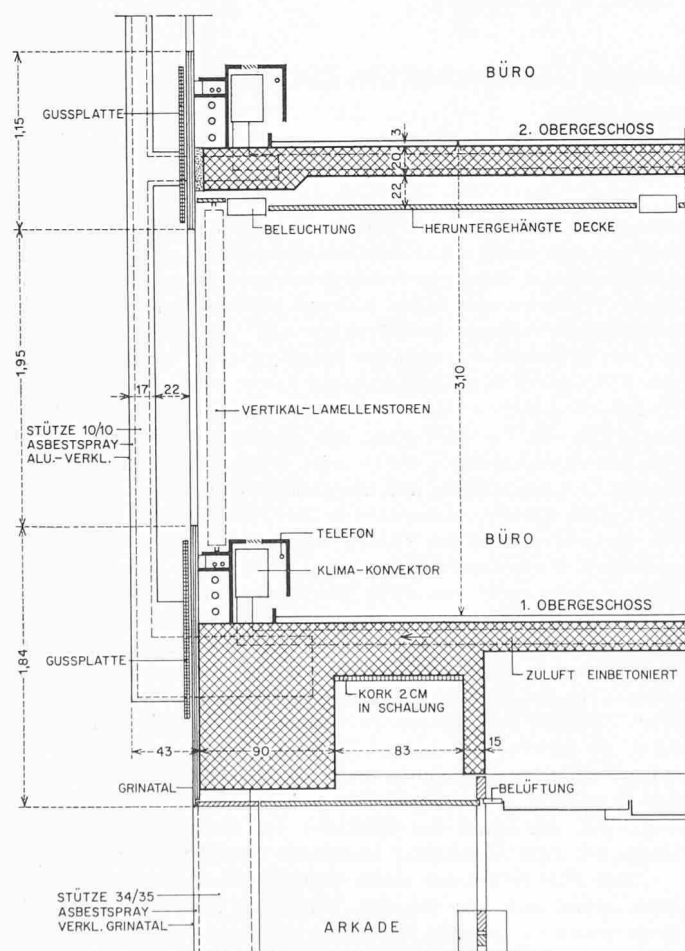 BÜRO
GUSSPLATTE
1,15
2. OBERGESCHOSS
3
20
22
BELEUCHTUNG
HERUNTERGEHÄNGTE DECKE
1,95
3,10
17
22
VERTIKAL-LAMELLENSTOREN
STÜTZE 10/10
ASBESTSPRAY
ALU.-VERKL.
TELEFON
BÜRO
KLIMA-KONVEKTOR
1. OBERGESCHOSS
1,84
GUSSPLATTE
ZULUFT EINBETONIERT
KORK 2CM
IN SCHALUNG
43
90
83
15
GRINATAL
BELÜFTUNG
STÜTZE 34/35
ASBESTSPRAY
VERKL. GRINATAL
ARKADE